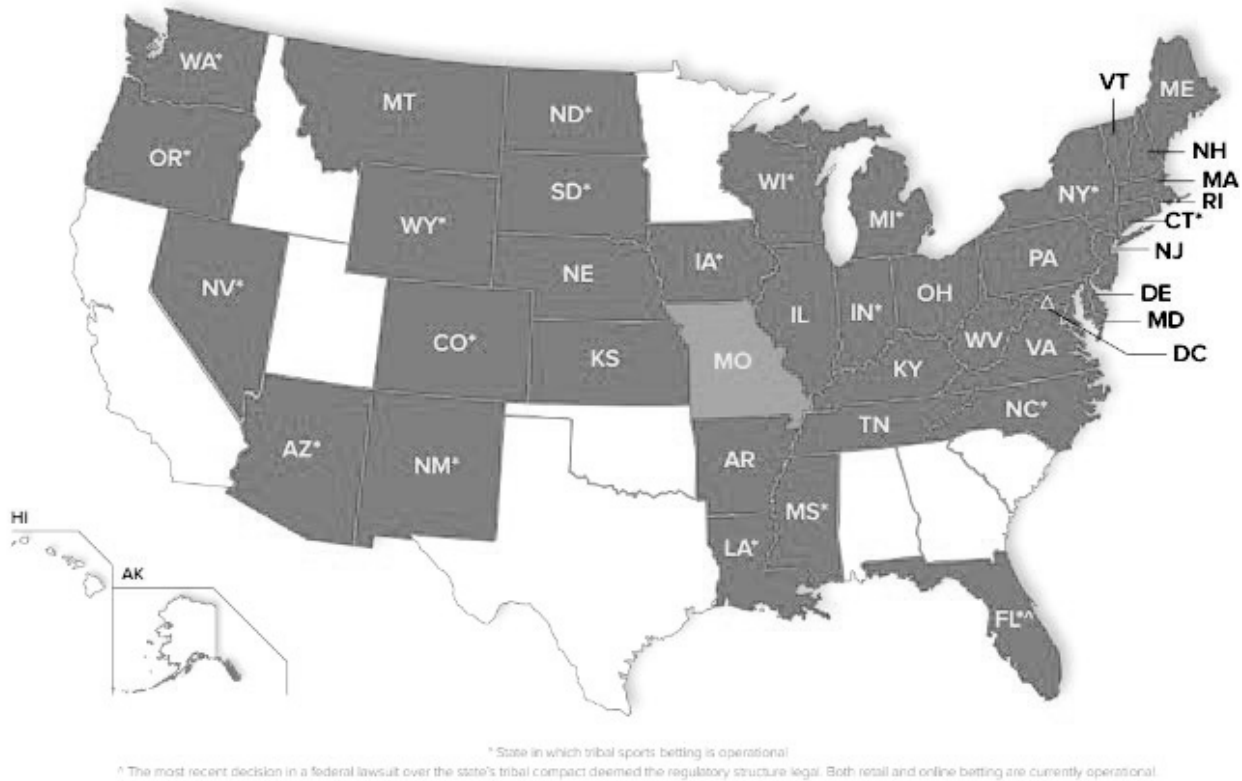 WA*
MT
ND*
VT
ME
OR*
SD*
WI*
NH
MA
WY*
MI*
NY*
RI
CT*
IA*
NJ
NE
PA
NV*
OH
DE
IL
IN*
MD
CO*
WV
VA
DC
KS
MO
KY
NC*
TN
AZ*
NM*
AR
MS*
HI
LA*
AK
FL*^
* State in which tribal sports betting is operational
^ The most recent decision in a federal lawsuit over the state's tribal compact deemed the regulatory structure legal. Both retail and online betting are currently operational.